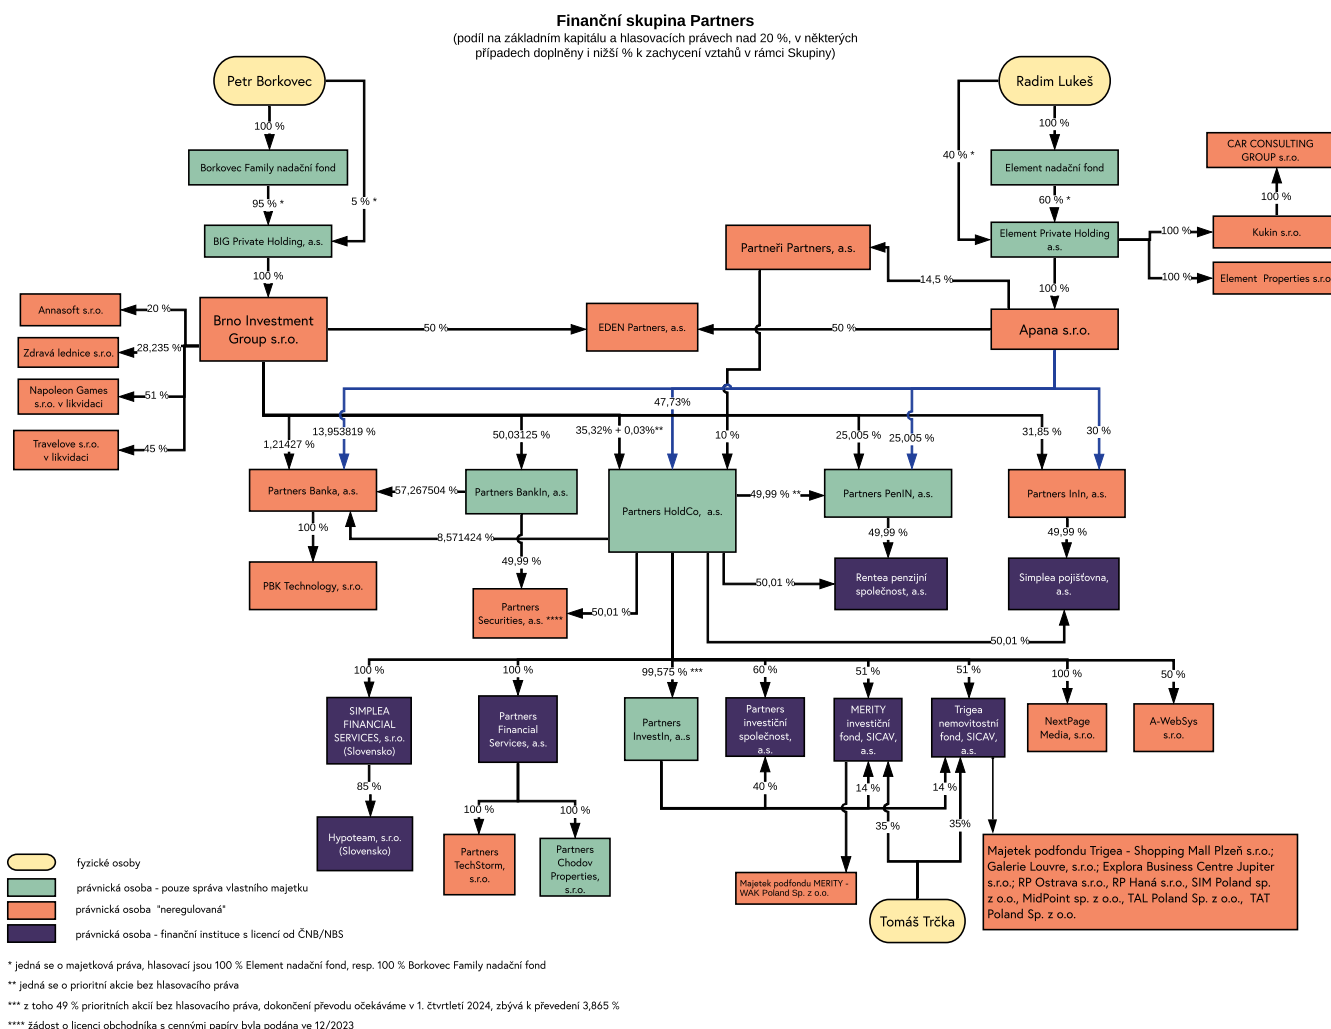 Finanční skupina Partners
(podíl na základním kapitálu a hlasovacích právech nad 20 %, v některých
případech doplněny i nižší % k zachycení vztahů v rámci Skupiny)
Petr Borkovec
Radim Lukeš
100 %
100 %
CAR CONSULTING
GROUP s.r.o.
40 % *
Borkovec Family nadační fond
Element nadační fond
95 % *
5 % *
60 % *
100 %
BIG Private Holding, a.s.
Partneři Partners, a.s.
Element Private Holding
a.s.
100 %
Kukin s.r.o.
100 %
14,5 %
100 %
100 %
Element Properties s.r.o
Annasoft s.r.o.
20 %
Brno Investment
Group s.r.o.
50 %
EDEN Partners, a.s.
50 %
Apana s.r.o.
Zdravá lednice s.r.o.
28,235 %
Napoleon Games
s.r.o. v likvidaci
51 %
47,73%
Travelove s.r.o.
v likvidaci
45 %
1,21427 %
13,953819 %
50,03125 %
35,32% + 0,03%**
10 %
25,005 %
25,005 %
31,85 %
30 %
Partners Banka, a.s.
57,267504 %
Partners BankIn, a.s.
Partners HoldCo, a.s.
49,99 % **
Partners PenIN, a.s.
Partners InIn, a.s.
100 %
8,571424 %
49,99 %
49,99 %
49,99 %
PBK Technology, s.r.o.
Partners
Securities, a.s. ****
50,01 %
50,01 %
Rentea penzijní
společnost, a.s.
Simplea pojišťovna,
a.s.
50,01 %
100 %
100 %
99,575 % ***
60 %
51 %
51 %
100 %
50 %
SIMPLEA
FINANCIAL
SERVICES, s.r.o.
(Slovensko)
Partners
Financial
Services, a.s.
Partners
InvestIn, a..s
Partners
investiční
společnost,
a.s.
MERITY
investiční
fond, SICAV,
a.s.
Trigea
nemovitostní
fond, SICAV,
a.s.
NextPage
Media, s.r.o.
A-WebSys
s.r.o.
85 %
40 %
14 %
14 %
100 %
100 %
35 %
35%
Hypoteam, s.r.o.
(Slovensko)
Partners
TechStorm,
s.r.o.
Partners
Chodov
Properties,
s.r.o.
Majetek podfondu MERITY -
WAK Poland Sp. z o.o.
Majetek podfondu Trigea - Shopping Mall Plzeň s.r.o.;
Galerie Louvre, s.r.o.; Explora Business Centre Jupiter
s.r.o.; RP Ostrava s.r.o., RP Haná s.r.o., SIM Poland sp.
z o.o., MidPoint sp. z o.o., TAL Poland Sp. z o.o., TAT
Poland Sp. z o.o.
Tomáš Trčka
fyzické osoby
právnická osoba - pouze správa vlastního majetku
právnická osoba "neregulovaná"
právnická osoba - finanční instituce s licencí od ČNB/NBS
* jedná se o majetková práva, hlasovací jsou 100 % Element nadační fond, resp. 100 % Borkovec Family nadační fond
** jedná se o prioritní akcie bez hlasovacího práva
*** z toho 49 % prioritních akcií bez hlasovacího práva, dokončení převodu očekáváme v 1. čtvrtletí 2024, zbývá k převedení 3,865 %
**** žádost o licenci obchodníka s cennými papíry byla podána ve 12/2023